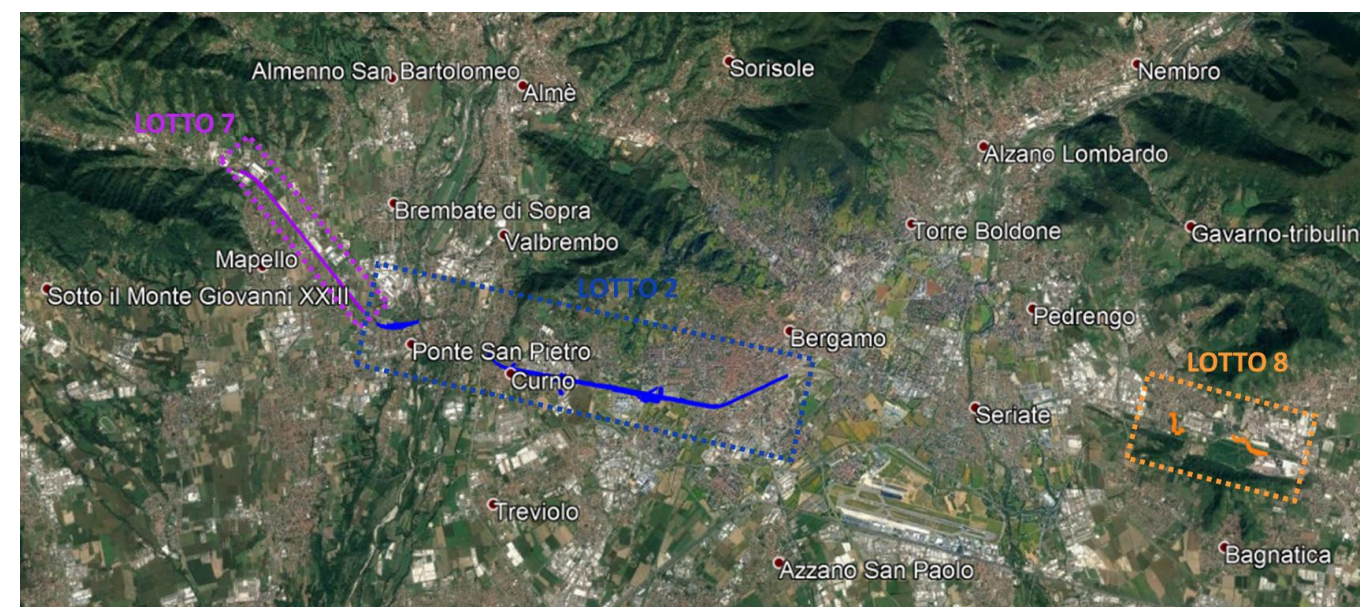 Sorisole
Almenno San Bartolomeo
Nembro
Almè
LOTTO 7
Alzano Lombardo
Brembate di Sopra
Torre Boldone
Gavarno-tribulin
Valbrembo
Mapello
LOTTO 2
Sotto il Monte Giovanni XXIII
Pedrengo
Bergamo
Ponte San Pietro
LOTTO 8
Curno
Seriate
Treviolo
Bagnatica
Azzano San Paolo